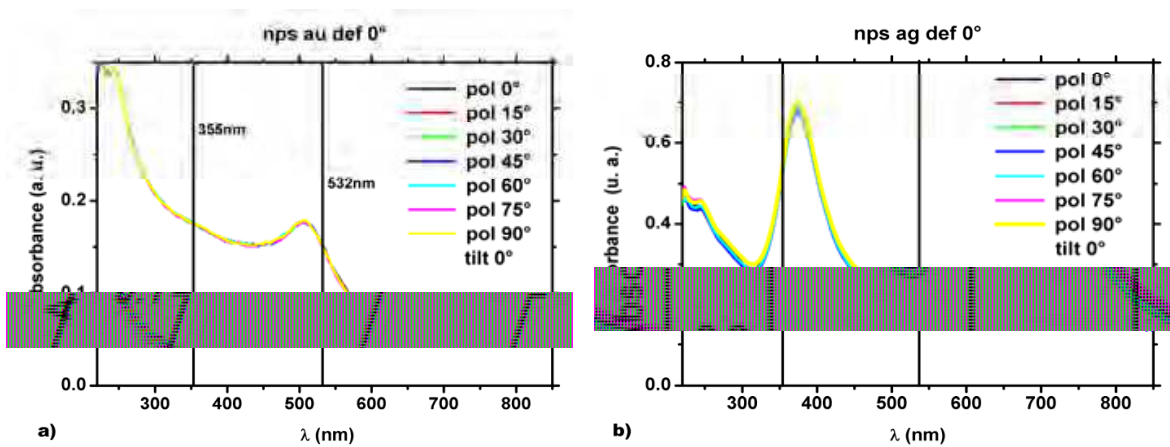 nps au def 0°
0,3
0,2
0,1
0.0
absorbance (a. u.)
355nm
532nm
pol 0°
pol 15°
pol 30°
pol 45°
pol 60°
pol 75°
pol 90°
tilt 0°
300 400 500 600 700 800
a) λ (nm)
nps ag def 0°
0.8
0.6
0.4
0.0
(u. a.)
pol 0°
pol 15°
pol 30°
pol 45°
pol 60°
pol 75°
pol 90°
tilt 0°
300 400 500 600 700 800
b) λ (nm)